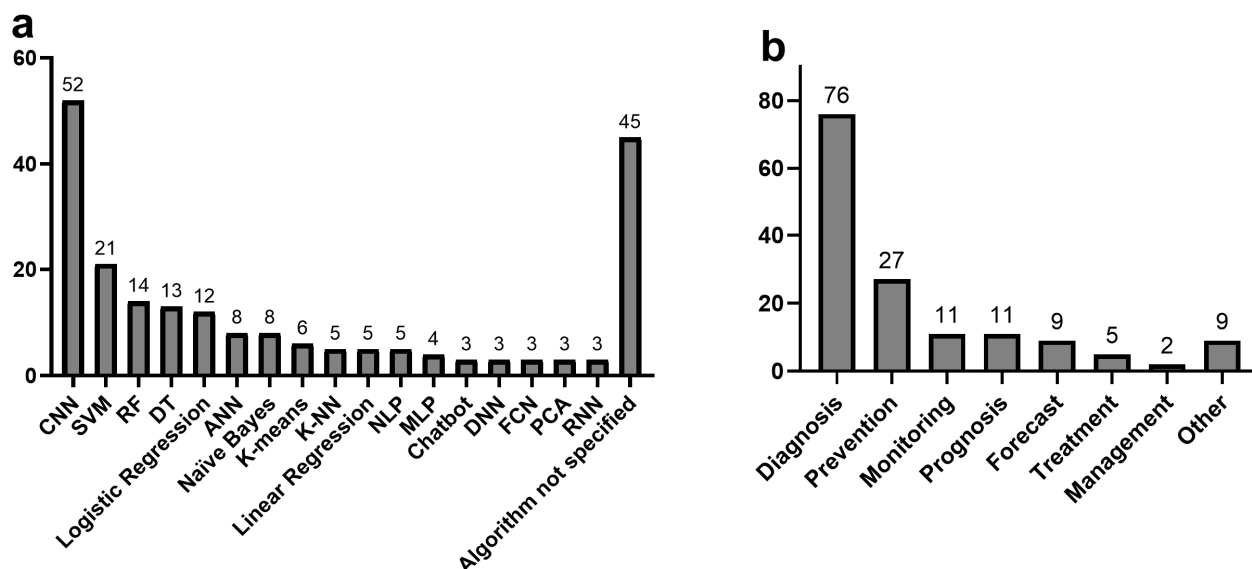 a
60
40
20
0
52
21
14
13
12
8
8
6
5
5
5
4
3
3
3
3
3
45
CNN
SVM
RF
DT
Logistic Regression
ANN
Naïve Bayes
K-means
K-NN
Linear Regression
NLP
MLP
Chatbot
DNN
FCN
PCA
RNN
Algorithm not specified
b
80
60
40
20
0
76
27
11
11
9
5
2
9
Diagnosis
Prevention
Monitoring
Prognosis
Forecast
Treatment
Management
Other